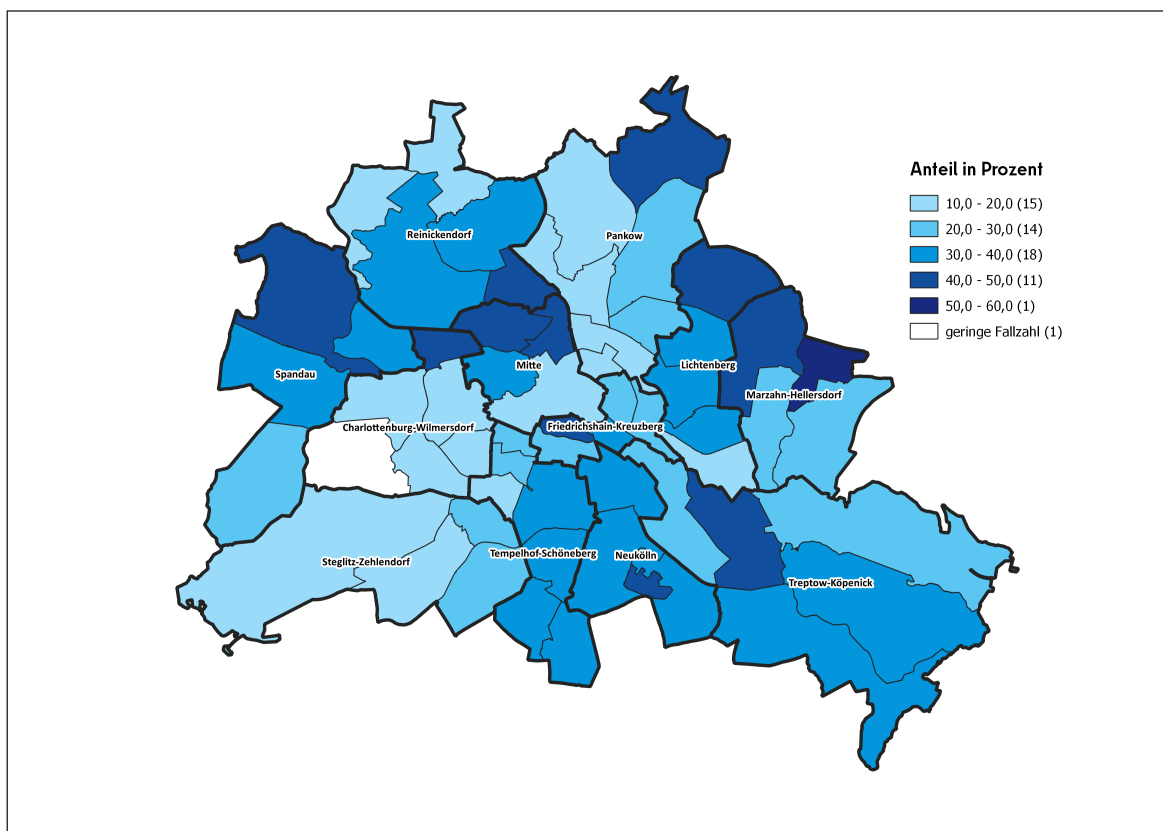 Anteil in Prozent
10,0 - 20,0 (15)
20,0 - 30,0 (14)
30,0 - 40,0 (18)
40,0 - 50,0 (11)
50,0 - 60,0 (1)
geringe Fallzahl (1)
Reinickendorf
Pankow
Spandau
Mitte
Lichtenberg
Marzahn-Hellersdorf
Charlottenburg-Wilmersdorf
Friedrichshain-Kreuzberg
Steglitz-Zehlendorf
Tempelhof-Schöneberg
Neukölln
Treptow-Köpenick